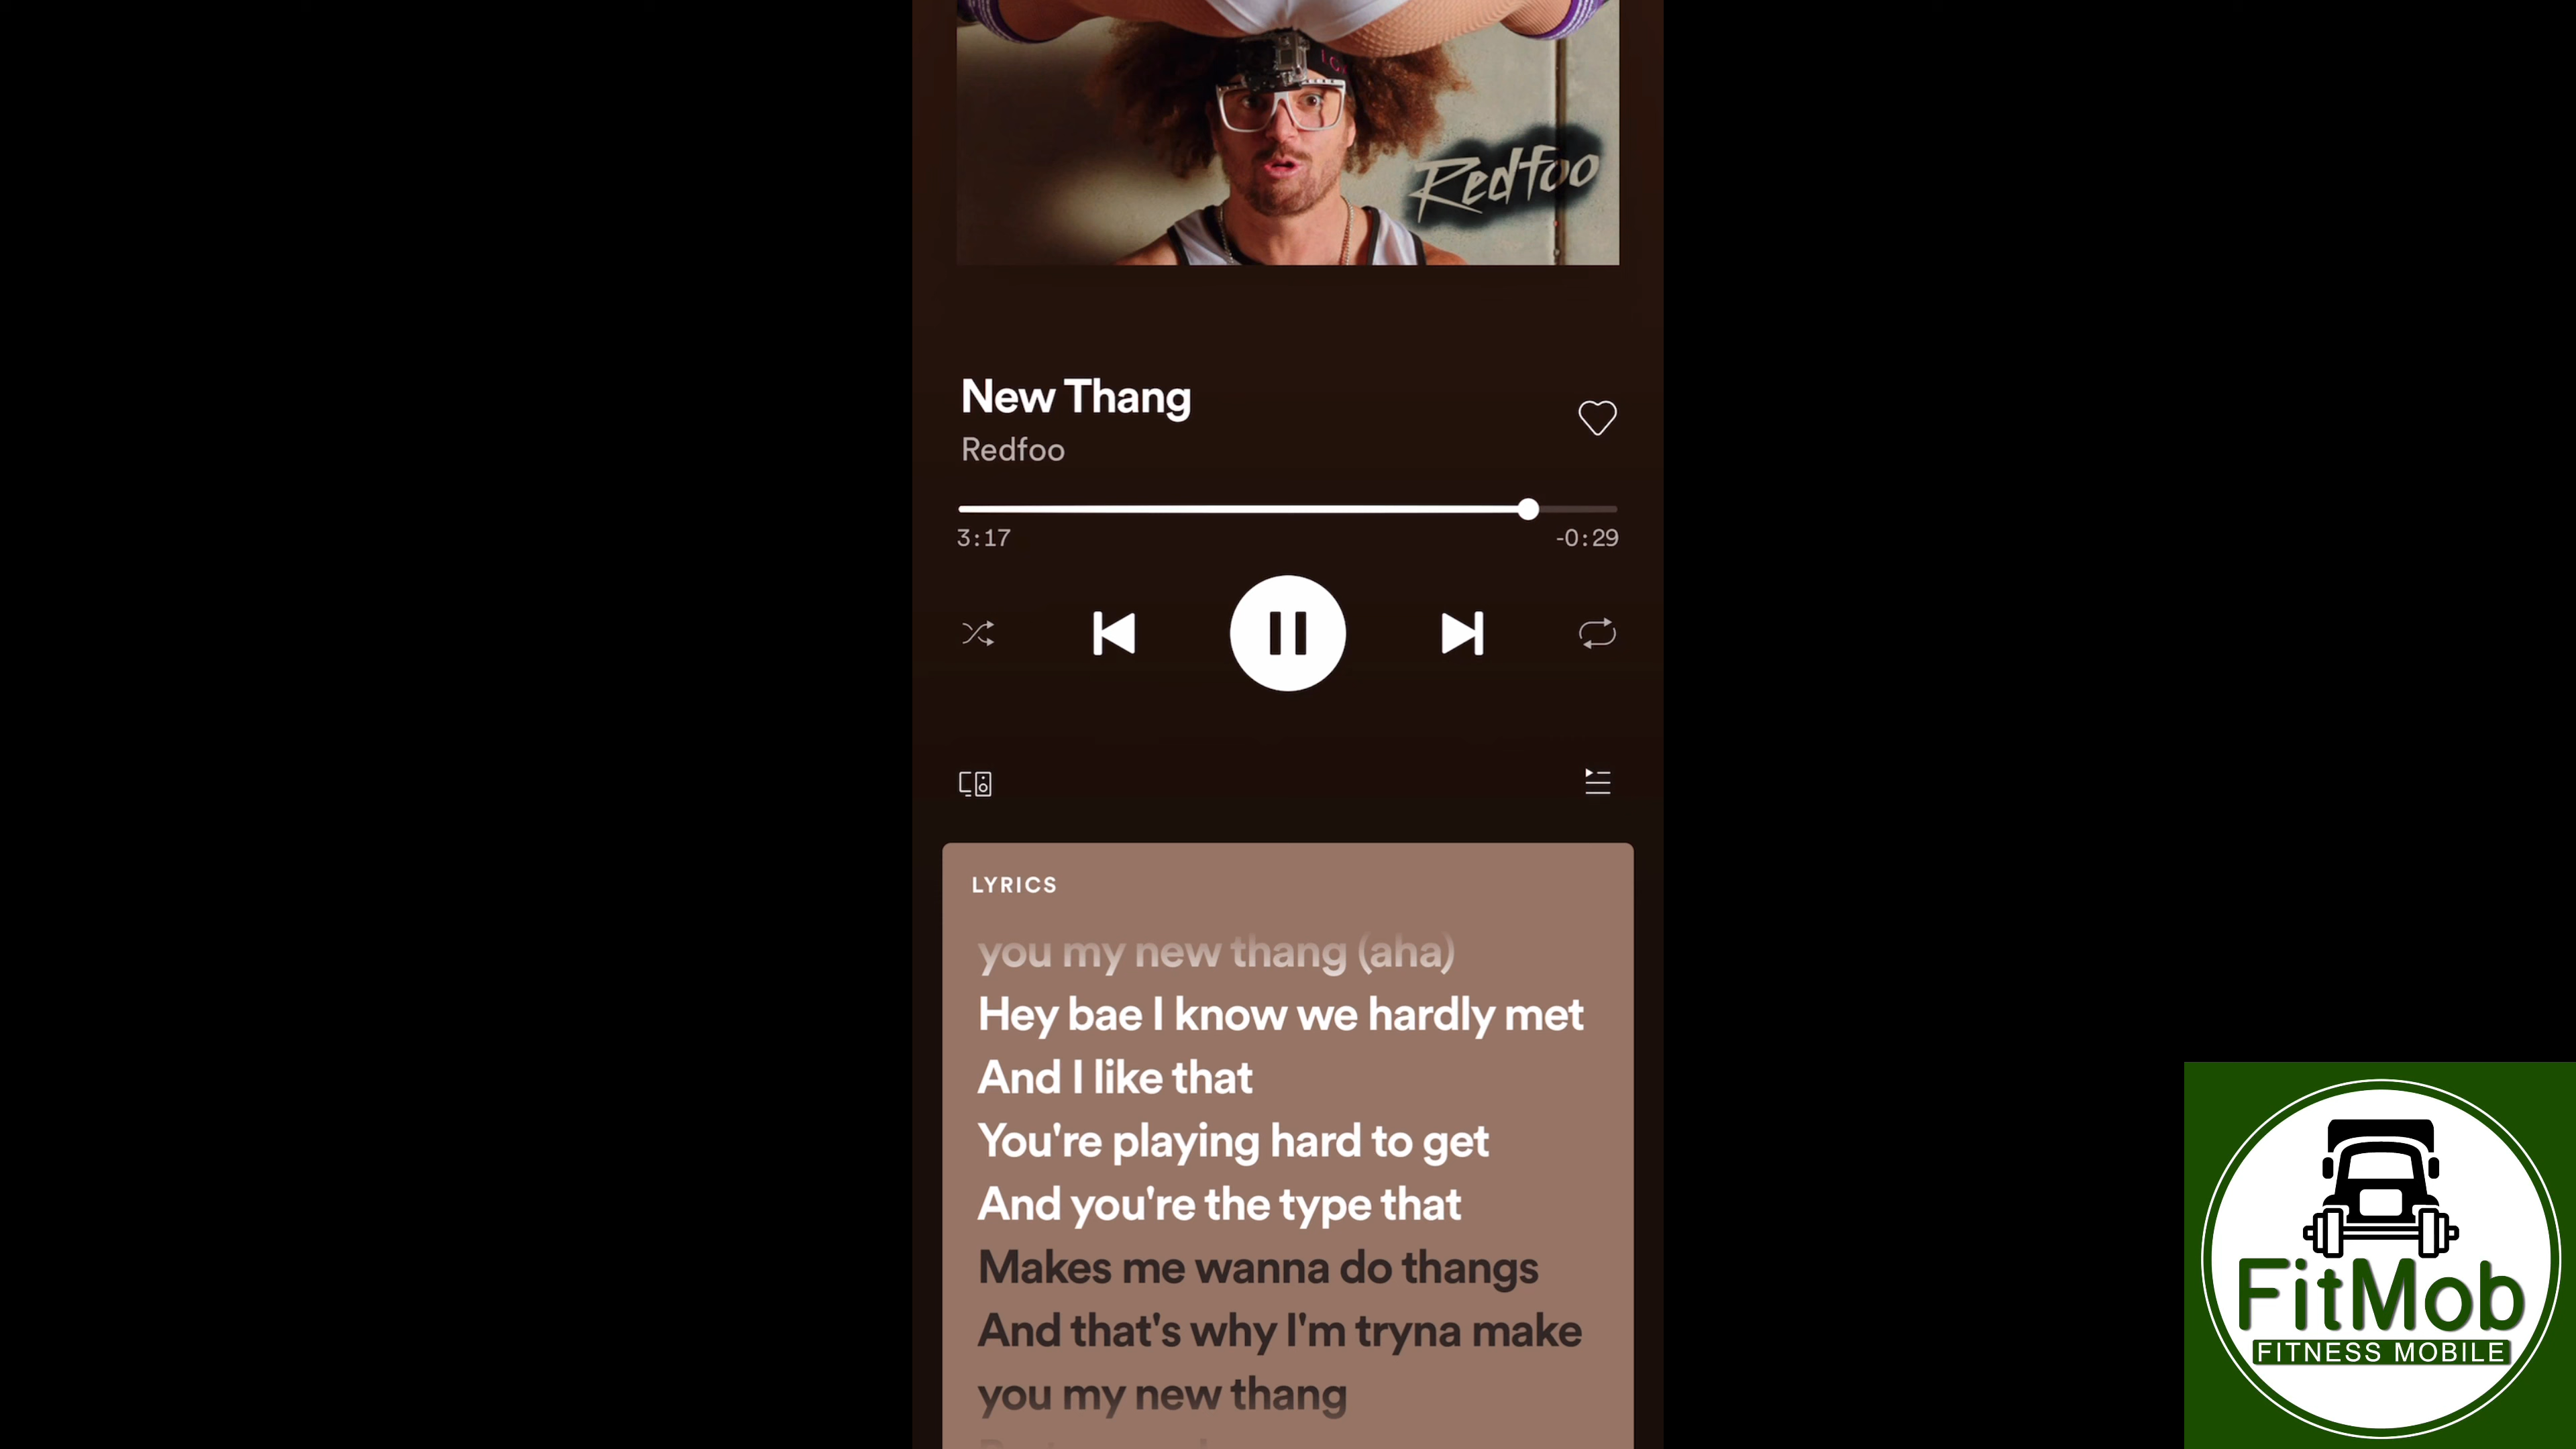 Redfoo
New Thang
Redfoo
3:17
-0:29
LYRICS
you my new thang (aha)
Hey bae I know we hardly met
And I like that
You're playing hard to get
And you're the type that
Makes me wanna do thangs
And that's why I'm tryna make
you my new thang
FitMob
FITNESS MOBILE